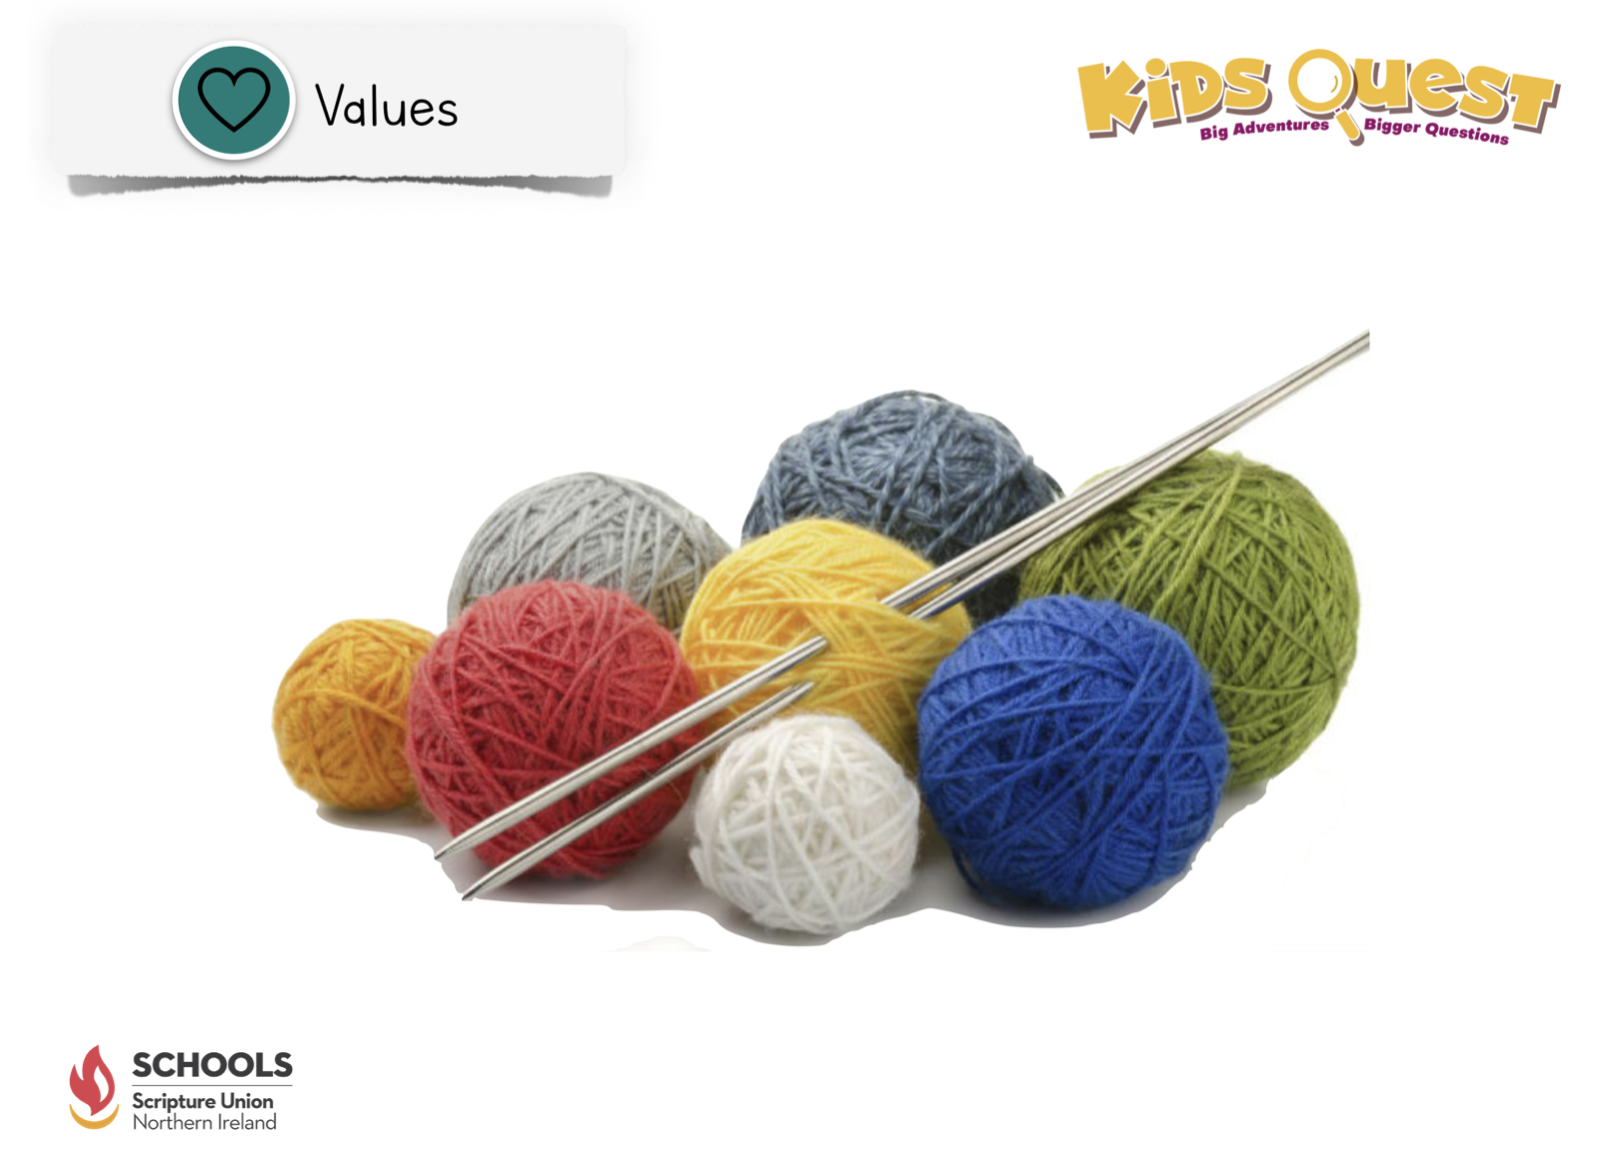 Values
KiDS QUEST
Big Adventures Bigger Questions
SCHOOLS
Scripture Union
Northern Ireland